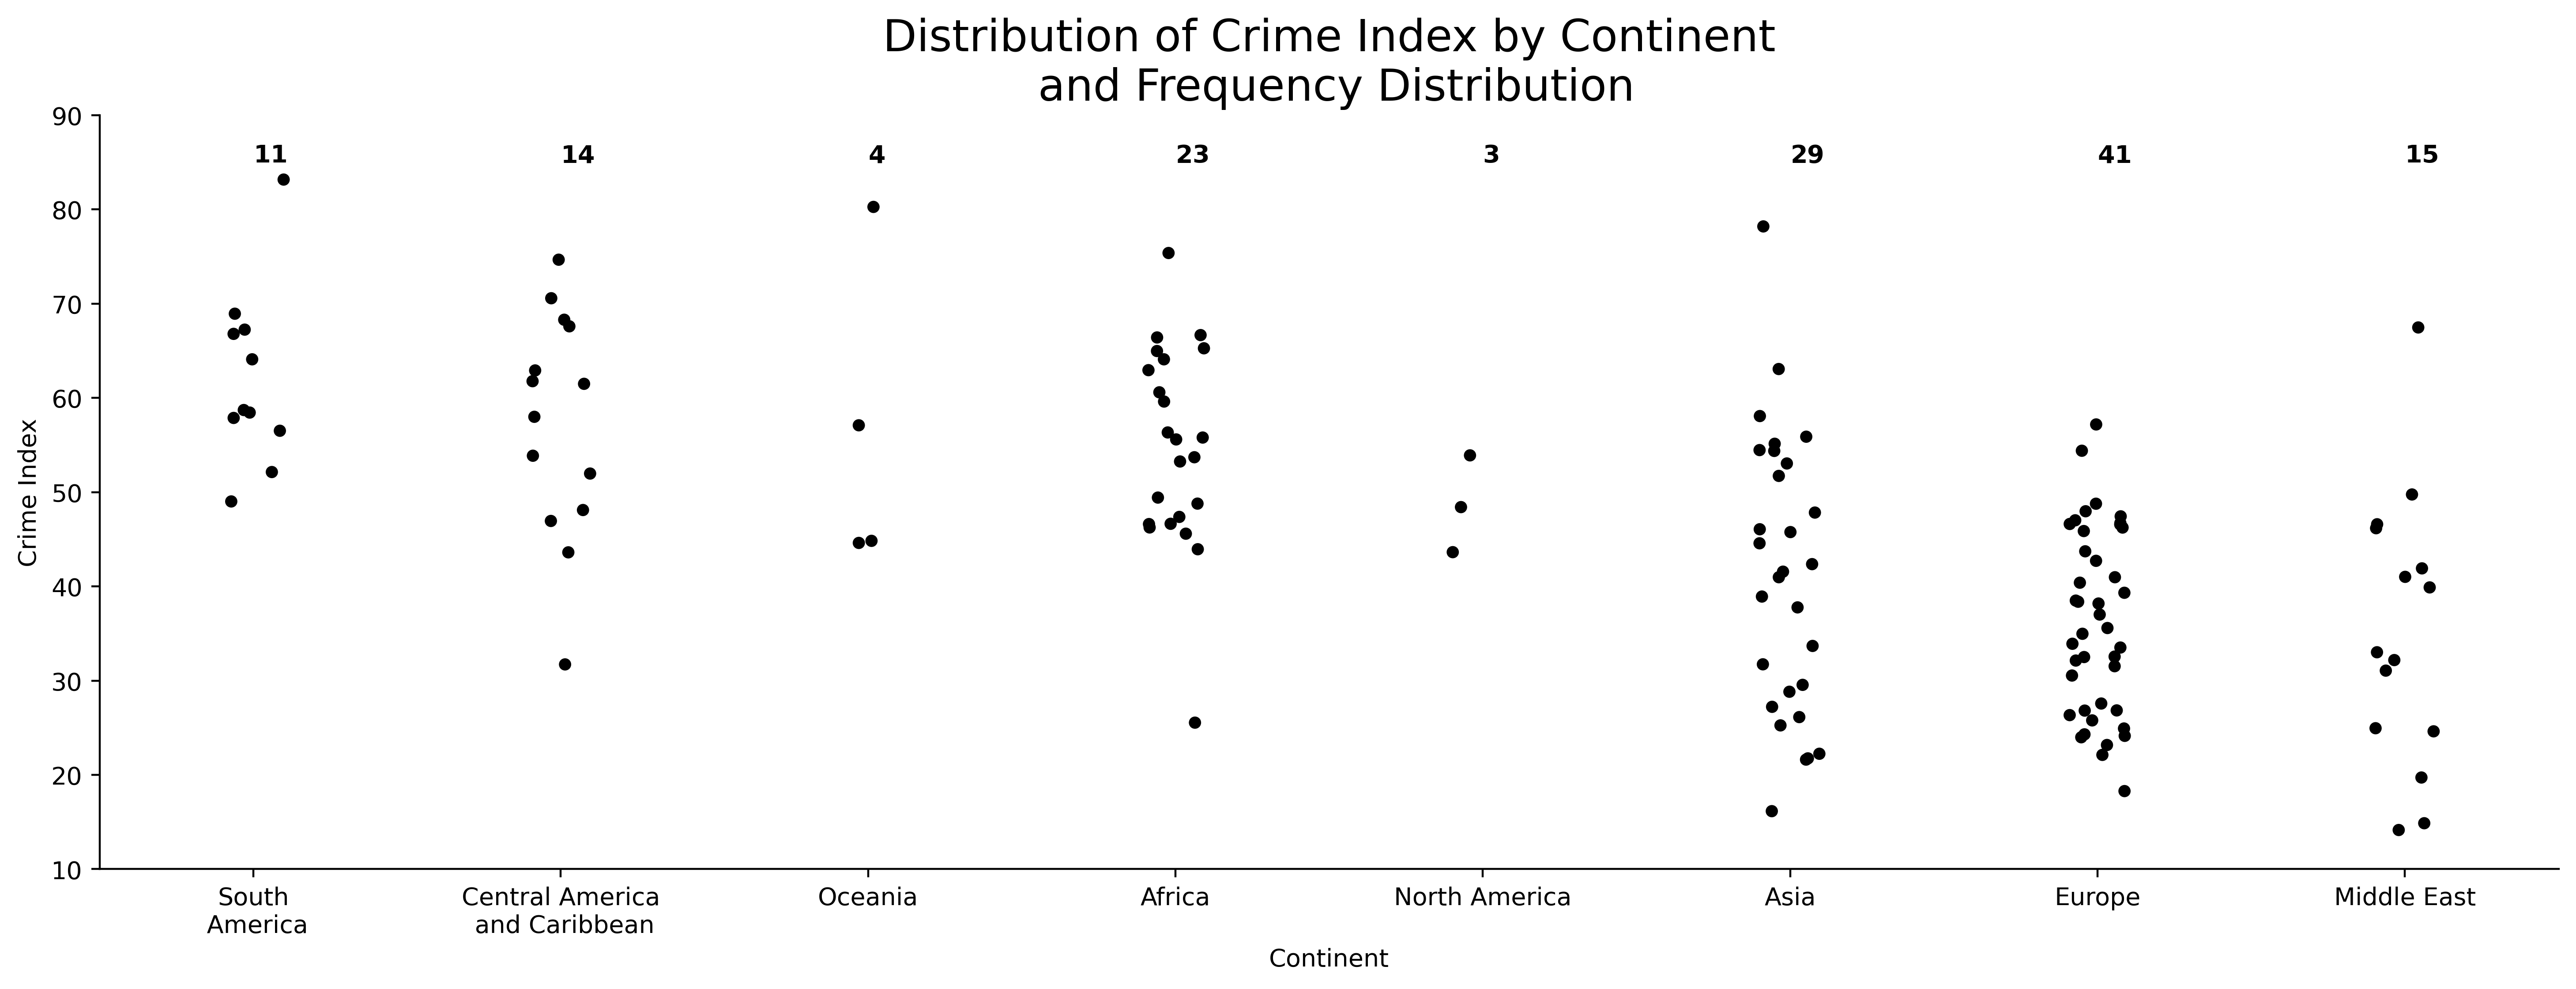 Distribution of Crime Index by Continent
and Frequency Distribution
90
80
70
60
50
40
30
20
10
Crime Index
11
14
4
23
3
29
41
15
South
America
Central America
and Caribbean
Oceania
Africa
North America
Asia
Europe
Middle East
Continent